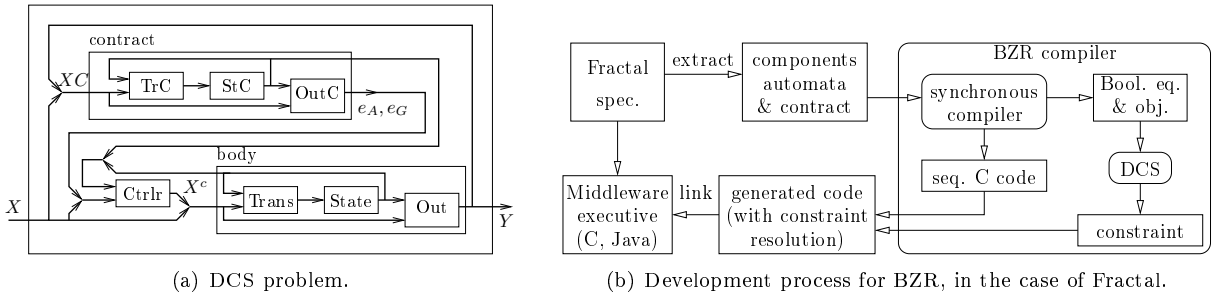 contract
XC
TrC
StC
OutC
e_A, e_G
body
Ctrlr
X^c
Trans
State
Out
X
Y
(a) DCS problem.
Fractal
spec.
extract
components
automata
& contract
BZR compiler
synchronous
compiler
Bool. eq.
& obj.
seq. C code
DCS
constraint
Middleware
executive
(C, Java)
link
generated code
(with constraint
resolution)
(b) Development process for BZR, in the case of Fractal.